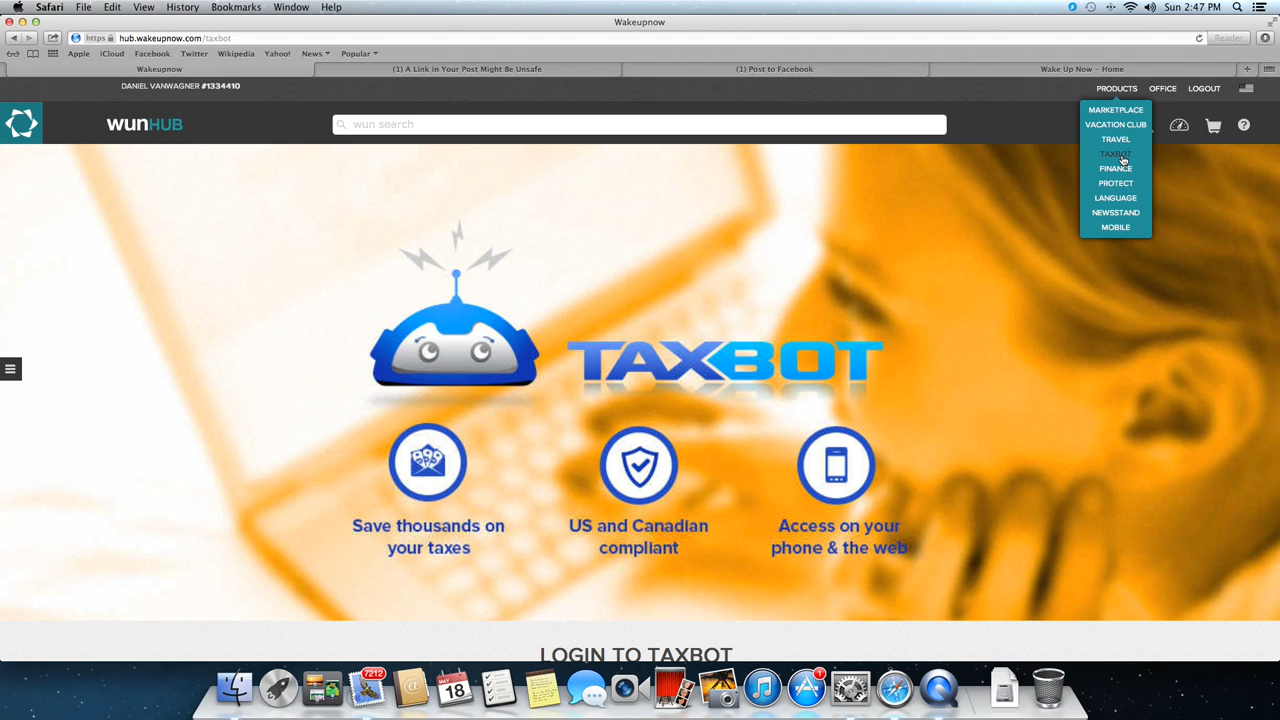 Safari File Edit View History Bookmarks Window Help Sun 2:47 PM
Wakeupnow
https hub.wakeupnow.com/taxbot Reader
Apple iCloud Facebook Twitter Wikipedia Yahoo! News Popular
Wakeupnow (1) A Link in Your Post Might Be Unsafe (1) Post to Facebook Wake Up Now – Home
DANIEL VANWAGNER #1334410 PRODUCTS OFFICE LOGOUT
WUNHUB wun search
MARKETPLACE
VACATION CLUB
TRAVEL
TAXBOT
FINANCE
PROTECT
LANGUAGE
NEWSSTAND
MOBILE
TAXBOT
Save thousands on
your taxes
US and Canadian
compliant
Access on your
phone & the web
LOGIN TO TAXBOT
7212
MAY
18
1